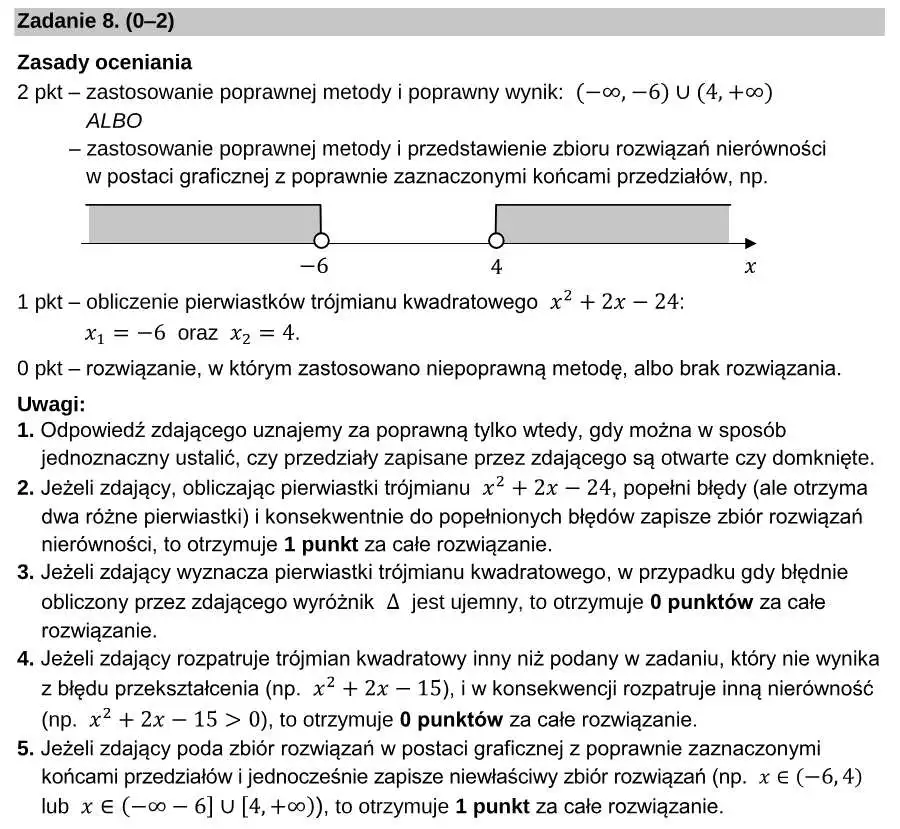 Zadanie 8. (0–2)
Zasady oceniania
2 pkt – zastosowanie poprawnej metody i poprawny wynik: (−∞, −6) ∪ (4, +∞)
ALBO
– zastosowanie poprawnej metody i przedstawienie zbioru rozwiązań nierówności
w postaci graficznej z poprawnie zaznaczonymi końcami przedziałów, np.
−6 4 x
1 pkt – obliczenie pierwiastków trójmianu kwadratowego x² + 2x − 24:
x₁ = −6 oraz x₂ = 4.
0 pkt – rozwiązanie, w którym zastosowano niepoprawną metodę, albo brak rozwiązania.
Uwagi:
1. Odpowiedź zdającego uznajemy za poprawną tylko wtedy, gdy można w sposób
jednoznaczny ustalić, czy przedziały zapisane przez zdającego są otwarte czy domknięte.
2. Jeżeli zdający, obliczając pierwiastki trójmianu x² + 2x − 24, popełni błędy (ale otrzyma
dwa różne pierwiastki) i konsekwentnie do popełnionych błędów zapisze zbiór rozwiązań
nierówności, to otrzymuje 1 punkt za całe rozwiązanie.
3. Jeżeli zdający wyznacza pierwiastki trójmianu kwadratowego, w przypadku gdy błędnie
obliczony przez zdającego wyróżnik Δ jest ujemny, to otrzymuje 0 punktów za całe
rozwiązanie.
4. Jeżeli zdający rozpatruje trójmian kwadratowy inny niż podany w zadaniu, który nie wynika
z błędu przekształcenia (np. x² + 2x − 15), i w konsekwencji rozpatruje inną nierówność
(np. x² + 2x − 15 > 0), to otrzymuje 0 punktów za całe rozwiązanie.
5. Jeżeli zdający poda zbiór rozwiązań w postaci graficznej z poprawnie zaznaczonymi
końcami przedziałów i jednocześnie zapisze niewłaściwy zbiór rozwiązań (np. x ∈ (−6, 4)
lub x ∈ (−∞ − 6] ∪ [4, +∞)), to otrzymuje 1 punkt za całe rozwiązanie.